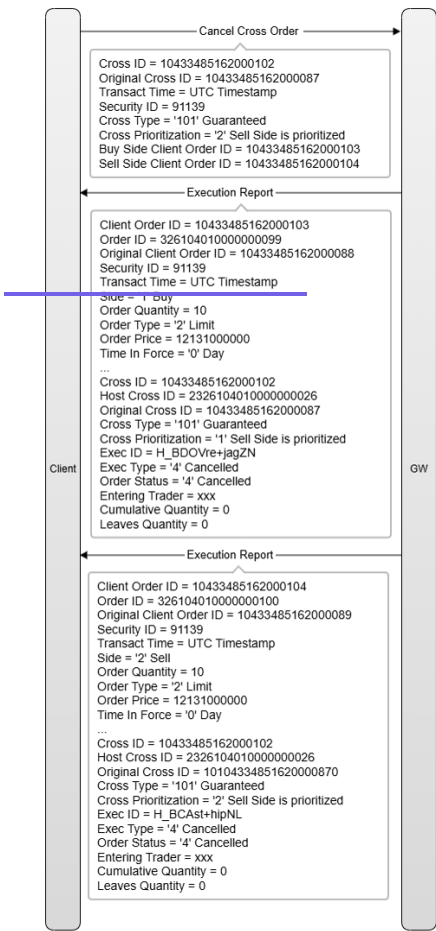 Cancel Cross Order
Cross ID = 10433485162000102
Original Cross ID = 10433485162000087
Transact Time = UTC Timestamp
Security ID = 91139
Cross Type = '101' Guaranteed
Cross Prioritization = '2' Sell Side is prioritized
Buy Side Client Order ID = 10433485162000103
Sell Side Client Order ID = 10433485162000104
Execution Report
Client Order ID = 10433485162000103
Order ID = 326104010000000099
Original Client Order ID = 10433485162000088
Security ID = 91139
Transact Time = UTC Timestamp
Side = '1' Buy
Order Quantity = 10
Order Type = '2' Limit
Order Price = 12131000000
Time In Force = '0' Day
...
Cross ID = 10433485162000102
Host Cross ID = 2326104010000000026
Original Cross ID = 10433485162000087
Cross Type = '101' Guaranteed
Cross Prioritization = '1' Sell Side is prioritized
Exec ID = H_BDOVre+jagZN
Exec Type = '4' Cancelled
Client
GW
Order Status = '4' Cancelled
Entering Trader = xxx
Cumulative Quantity = 0
Leaves Quantity = 0
Execution Report
Client Order ID = 10433485162000104
Order ID = 326104010000000100
Original Client Order ID = 10433485162000089
Security ID = 91139
Transact Time = UTC Timestamp
Side = '2' Sell
Order Quantity = 10
Order Type = '2' Limit
Order Price = 12131000000
Time In Force = '0' Day
...
Cross ID = 10433485162000102
Host Cross ID = 2326104010000000026
Original Cross ID = 10104334851620000870
Cross Type = '101' Guaranteed
Cross Prioritization = '2' Sell Side is prioritized
Exec ID = H_BCAst+hipNL
Exec Type = '4' Cancelled
Order Status = '4' Cancelled
Entering Trader = xxx
Cumulative Quantity = 0
Leaves Quantity = 0